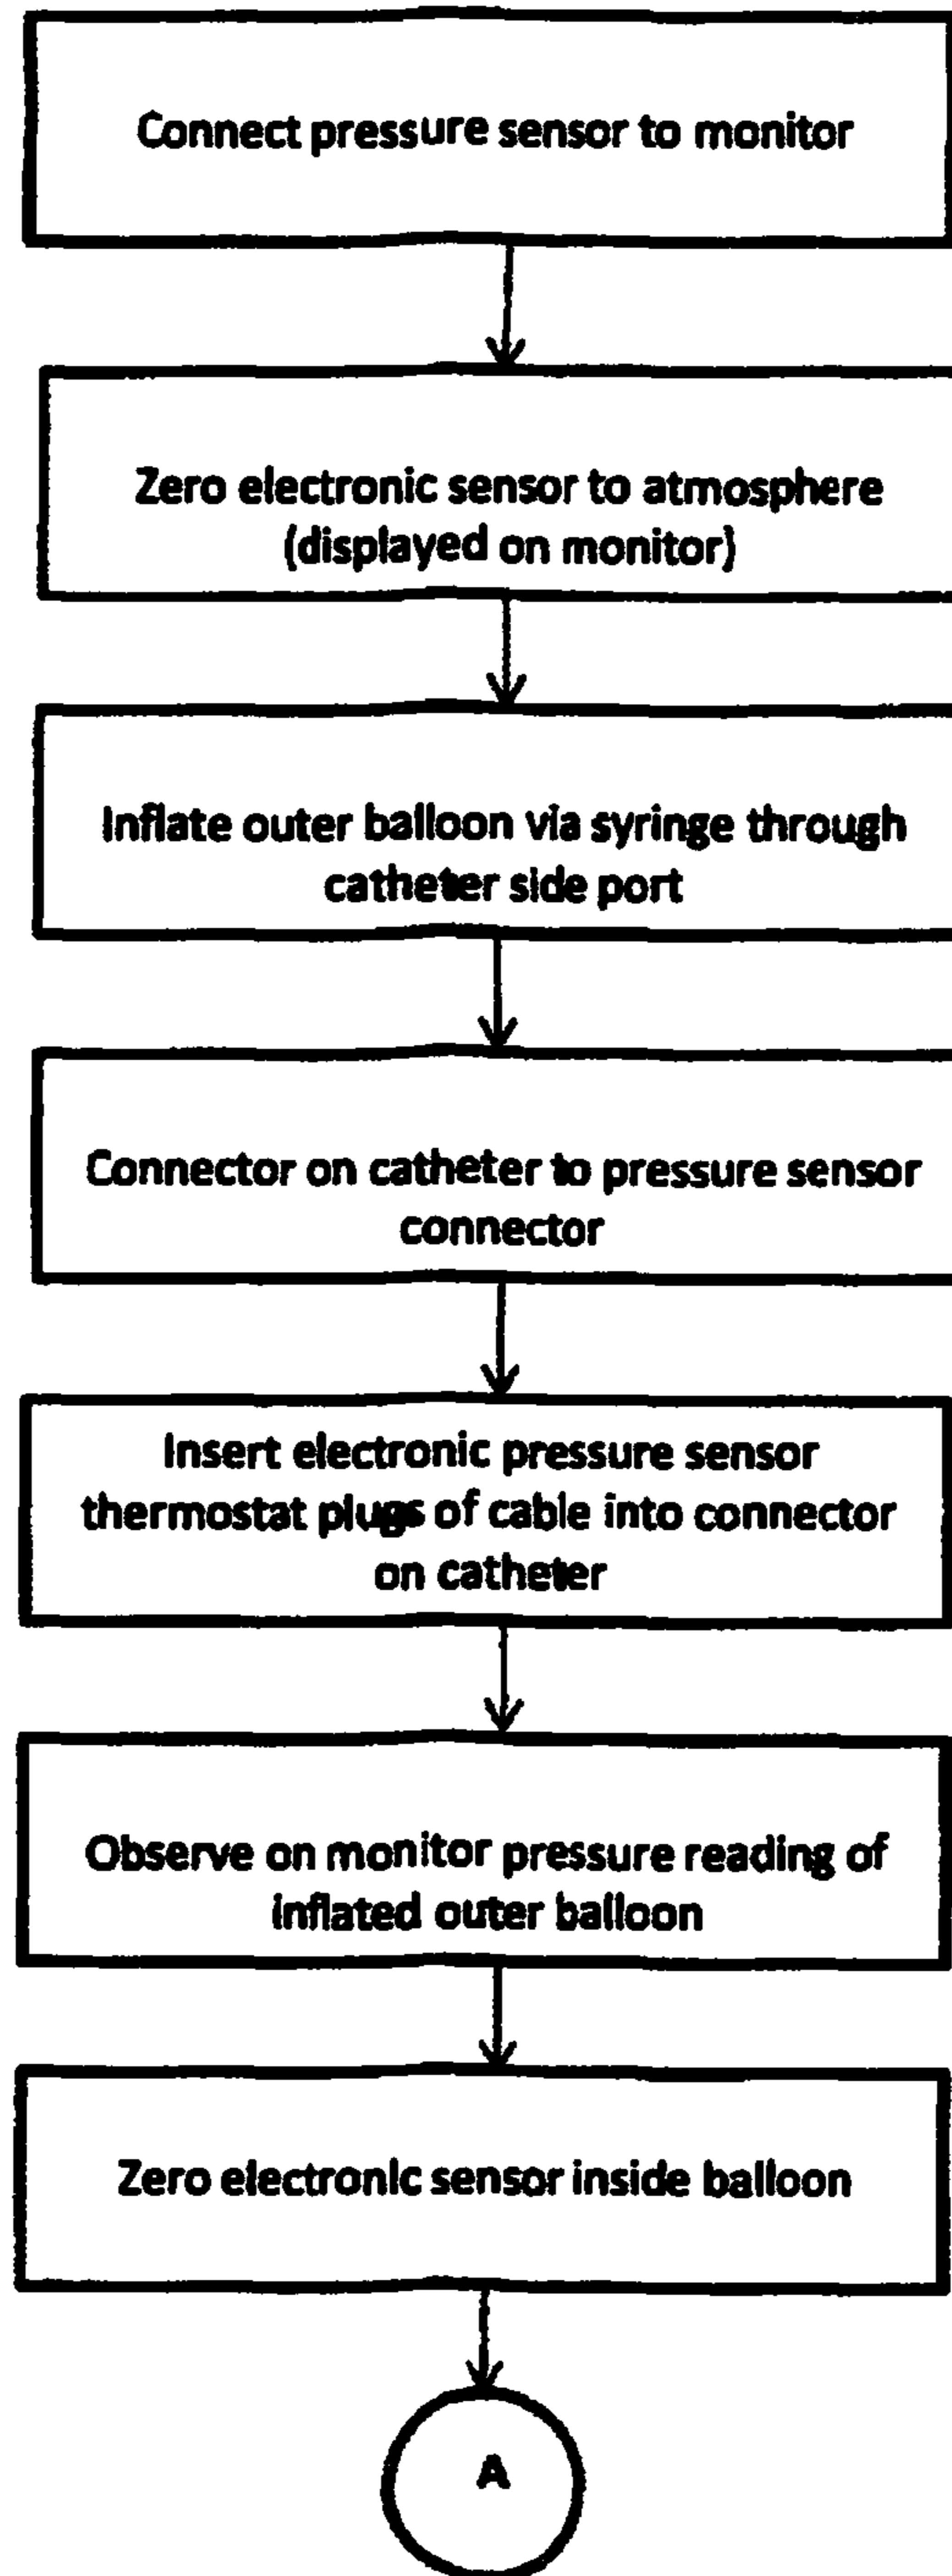 Connect pressure sensor to monitor
Zero electronic sensor to atmosphere
(displayed on monitor)
Inflate outer balloon via syringe through
catheter side port
Connector on catheter to pressure sensor
connector
Insert electronic pressure sensor
thermostat plugs of cable into connector
on catheter
Observe on monitor pressure reading of
inflated outer balloon
Zero electronic sensor inside balloon
A